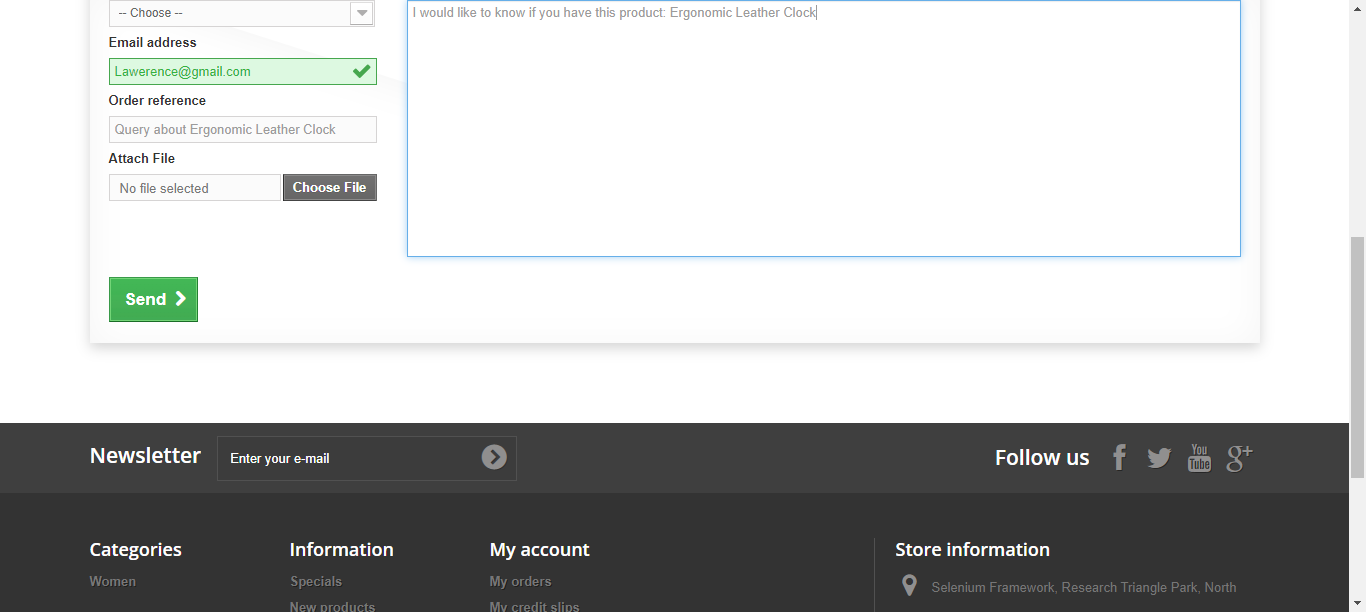 -- Choose --
I would like to know if you have this product: Ergonomic Leather Clock
Email address
Lawerence@gmail.com
Order reference
Query about Ergonomic Leather Clock
Attach File
No file selected
Choose File
Send
Newsletter
Enter your e-mail
Follow us
You
Tube
g+
Categories
Information
My account
Store information
Women
Specials
My orders
Selenium Framework, Research Triangle Park, North
New products
My credit slips